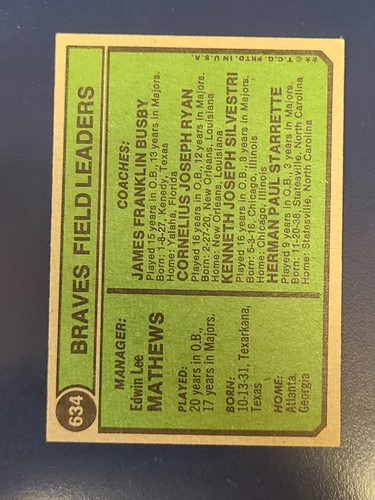 634
BRAVES FIELD LEADERS
MANAGER:
Edwin Lee
MATHEWS
PLAYED:
20 years in O.B.,
17 years in Majors.
BORN:
10-13-31, Texarkana,
Texas
HOME:
Atlanta,
Georgia
COACHES:
JAMES FRANKLIN BUSBY
Played 15 years in O.B., 13 years in Majors.
Born: 1-8-27, Kenedy, Texas
Home: Yalaha, Florida
CORNELIUS JOSEPH RYAN
Played 16 years in O.B., 12 years in Majors.
Born: 2-27-20, New Orleans, Louisiana
Home: New Orleans, Louisiana
KENNETH JOSEPH SILVESTRI
Played 16 years in O.B., 8 years in Majors.
Born: 5-3-16, Chicago, Illinois
Home: Chicago, Illinois
HERMAN PAUL STARRETTE
Played 9 years in O.B., 3 years in Majors.
Born: 11-20-38, Statesville, North Carolina
Home: Statesville, North Carolina
★★© T.C.G. PRTD. IN U.S.A.